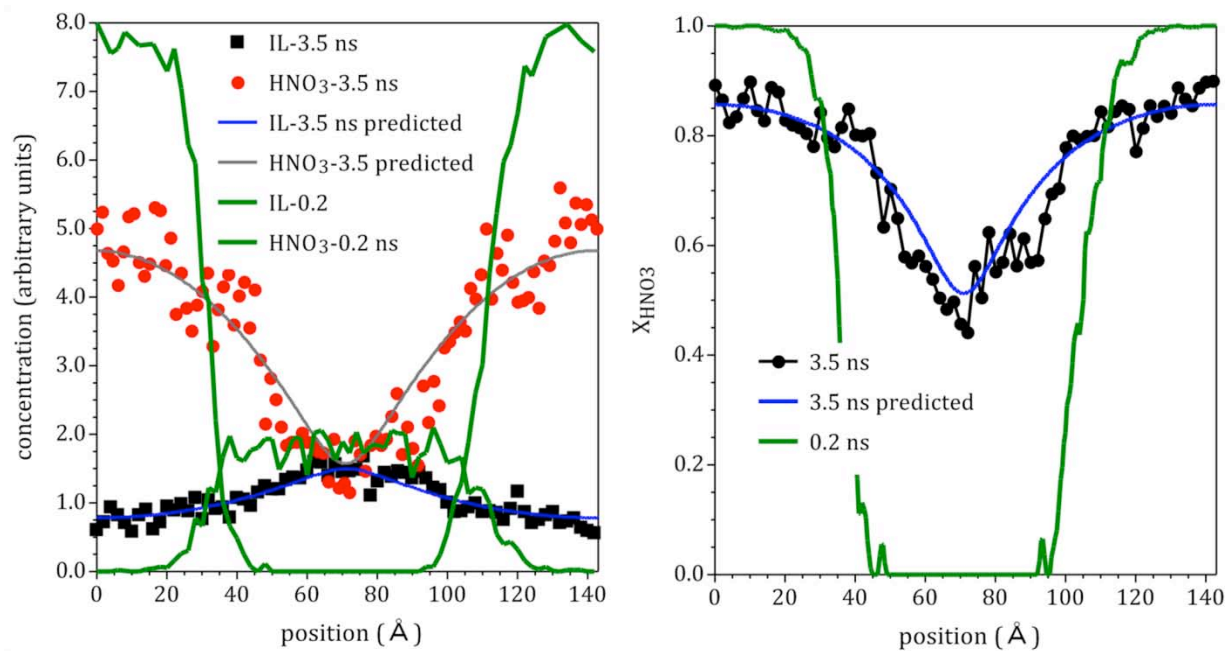 concentration (arbitrary units)
8.0
7.0
6.0
5.0
4.0
3.0
2.0
1.0
0.0
IL-3.5 ns
HNO₃-3.5 ns
IL-3.5 ns predicted
HNO₃-3.5 predicted
IL-0.2
HNO₃-0.2 ns
0 20 40 60 80 100 120 140
position ( Å )
X_HNO3
1.0
0.8
0.6
0.4
0.2
0.0
3.5 ns
3.5 ns predicted
0.2 ns
0 20 40 60 80 100 120 140
position ( Å )